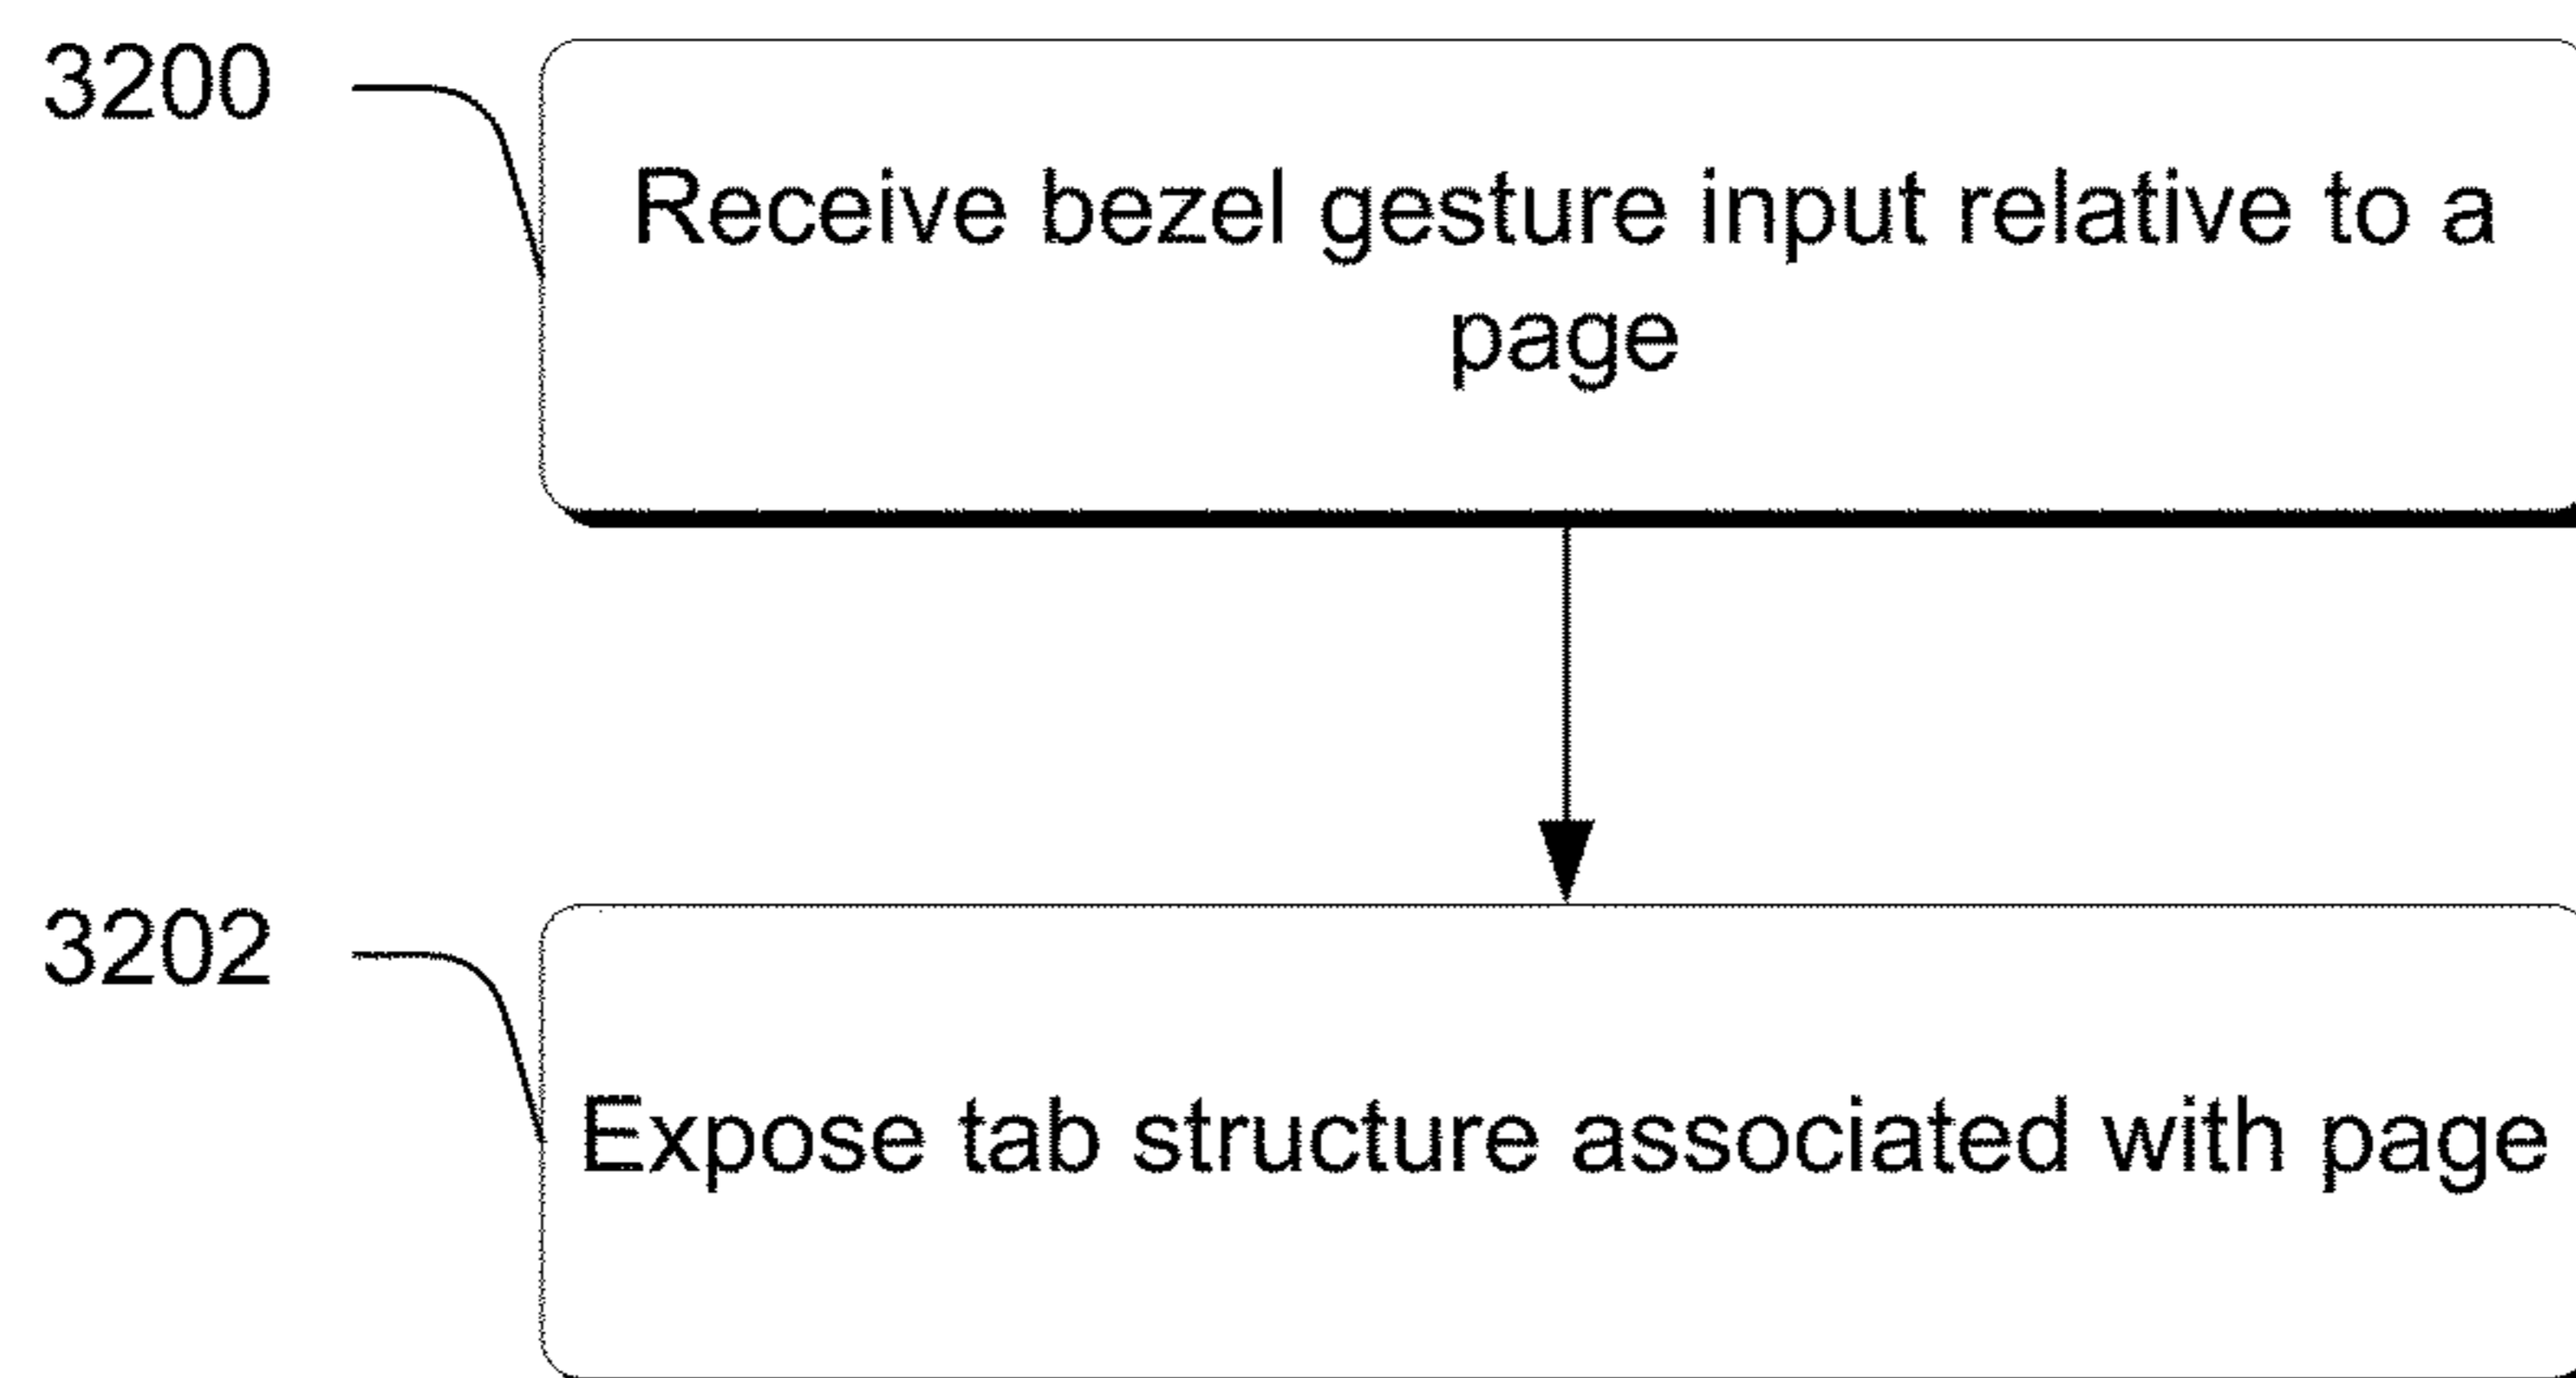 3200
Receive bezel gesture input relative to a
page
3202
Expose tab structure associated with page